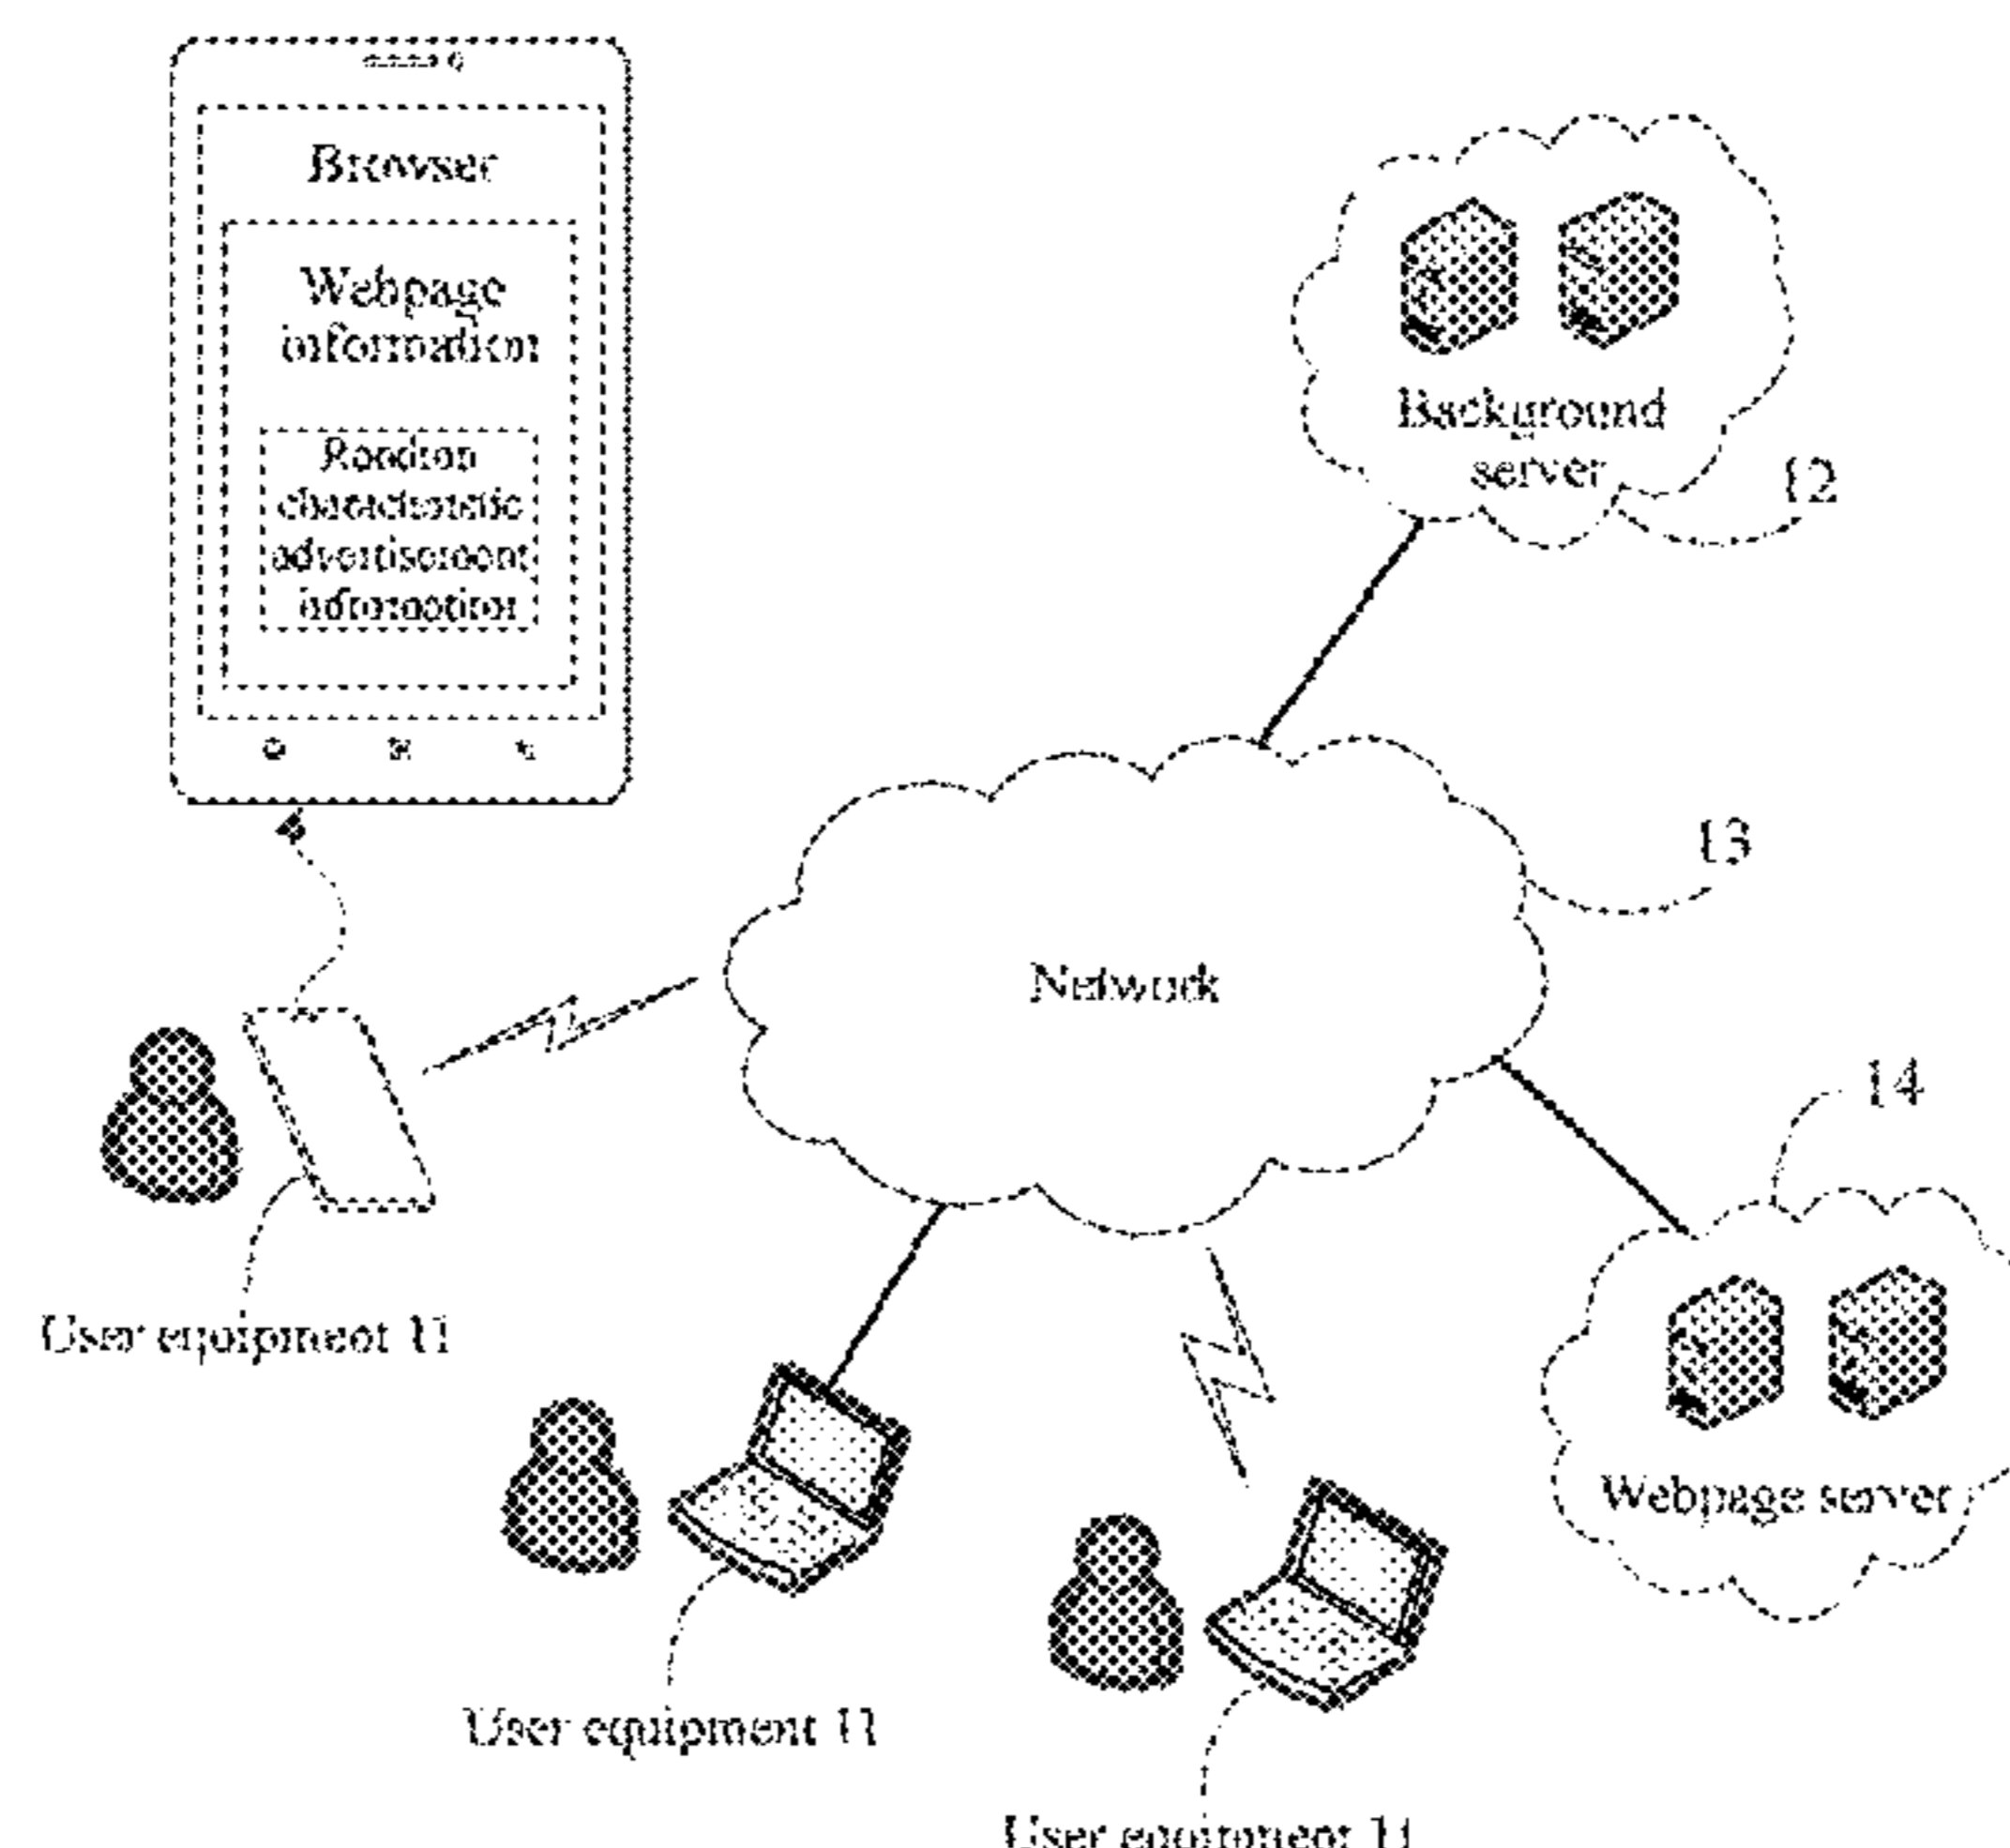 Browser
Webpage
information
Random
characteristic
advertisement
information
Background
server
12
13
Network
14
User equipment 11
Webpage server
User equipment 11
User equipment 11